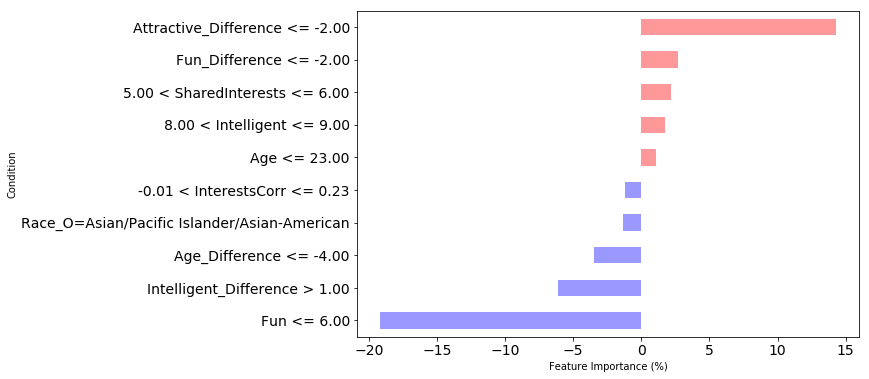 Attractive_Difference <= -2.00
Fun_Difference <= -2.00
5.00 < SharedInterests <= 6.00
8.00 < Intelligent <= 9.00
Age <= 23.00
-0.01 < InterestsCorr <= 0.23
Race_O=Asian/Pacific Islander/Asian-American
Age_Difference <= -4.00
Intelligent_Difference > 1.00
Fun <= 6.00
Condition
−20 −15 −10 −5 0 5 10 15
Feature Importance (%)